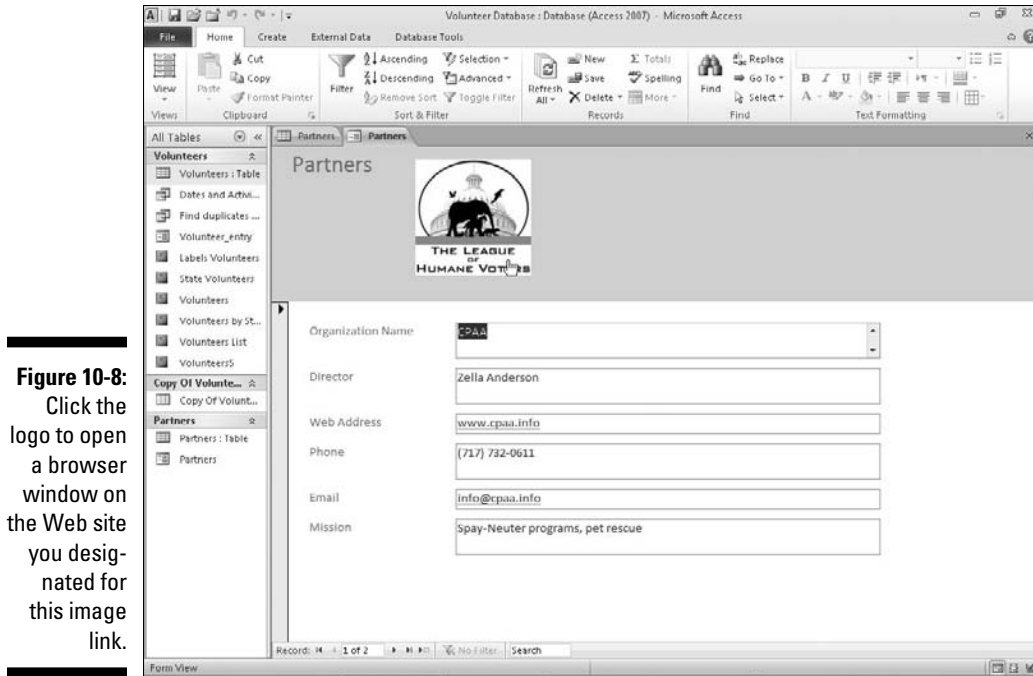 Volunteer Database : Database (Access 2007) - Microsoft Access
File Home Create External Data Database Tools
View
Views
Paste
Cut
Copy
Format Painter
Clipboard
Filter
Ascending
Descending
Remove Sort
Selection
Advanced
Toggle Filter
Sort & Filter
Refresh
All
New
Save
Delete
Totals
Spelling
More
Records
Find
Replace
Go To
Select
Find
B I U
A
Text Formatting
All Tables
Volunteers
Volunteers : Table
Dates and Activi...
Find duplicates ...
Volunteer_entry
Labels Volunteers
State Volunteers
Volunteers
Volunteers by St...
Volunteers List
Volunteers5
Copy Of Volunte...
Copy Of Volunt...
Partners
Partners : Table
Partners
Partners Partners
Partners
THE LEAGUE
OF
HUMANE VOTERS
Organization Name CPAA
Director Zella Anderson
Web Address www.cpaa.info
Phone (717) 732-0611
Email info@cpaa.info
Mission Spay-Neuter programs, pet rescue
Record: 1 of 2 No Filter Search
Form View
Figure 10-8:
Click the
logo to open
a browser
window on
the Web site
you desig-
nated for
this image
link.